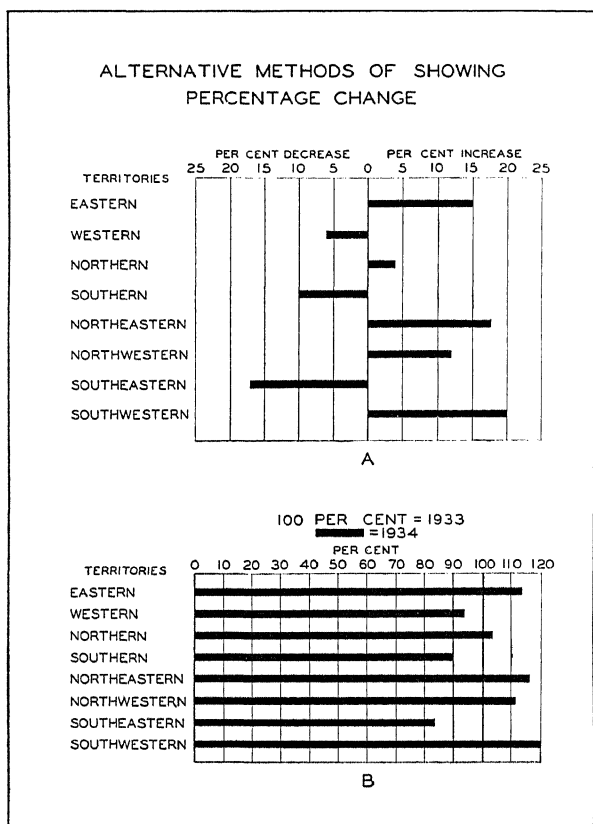 ALTERNATIVE METHODS OF SHOWING
PERCENTAGE CHANGE
PER CENT DECREASE PER CENT INCREASE
25 20 15 10 5 0 5 10 15 20 25
TERRITORIES
EASTERN
WESTERN
NORTHERN
SOUTHERN
NORTHEASTERN
NORTHWESTERN
SOUTHEASTERN
SOUTHWESTERN
A
100 PER CENT = 1933
= 1934
PER CENT
0 10 20 30 40 50 60 70 80 90 100 110 120
TERRITORIES
EASTERN
WESTERN
NORTHERN
SOUTHERN
NORTHEASTERN
NORTHWESTERN
SOUTHEASTERN
SOUTHWESTERN
B